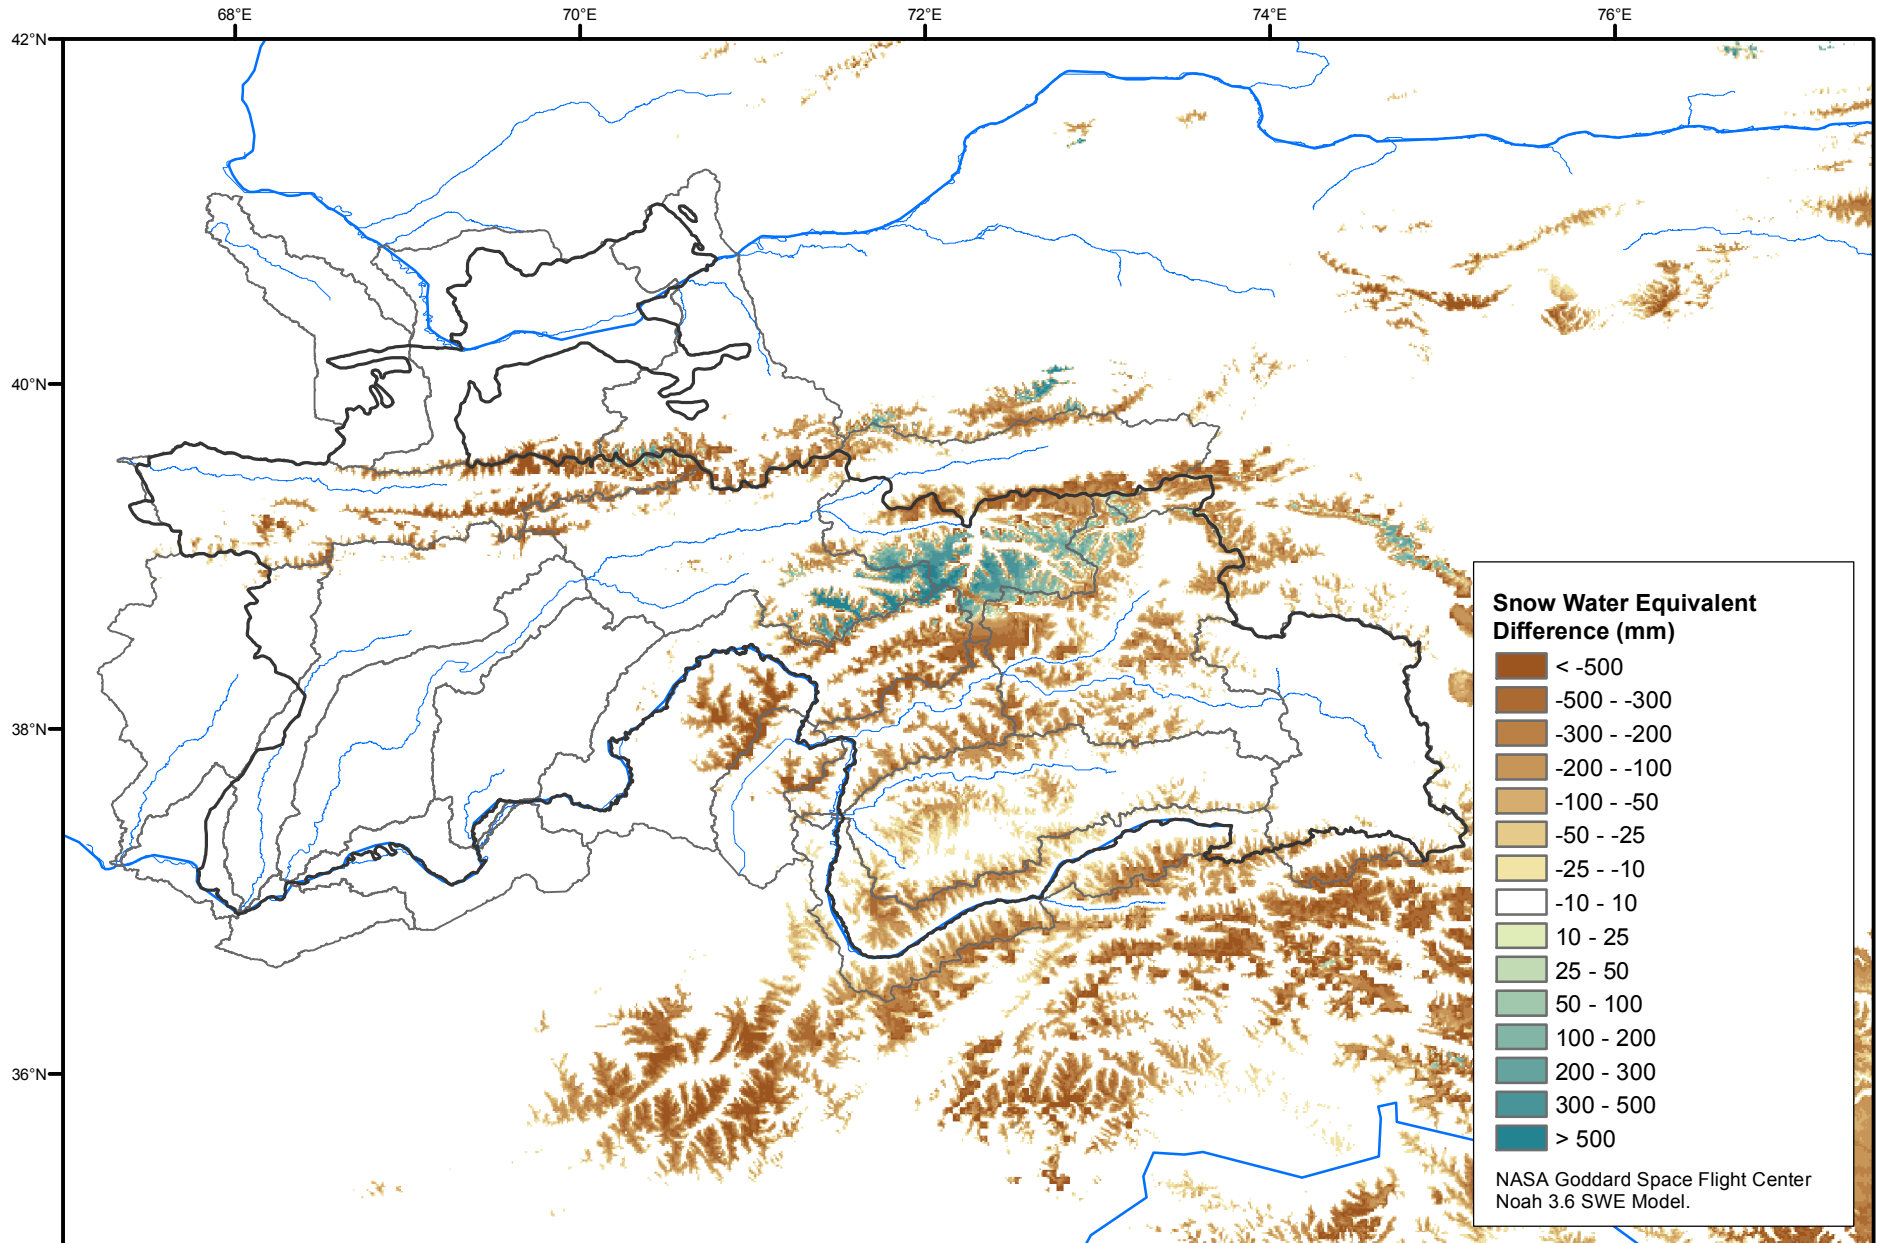 68°E
70°E
72°E
74°E
76°E
42°N
40°N
38°N
36°N
Snow Water Equivalent
Difference (mm)
< -500
-500 - -300
-300 - -200
-200 - -100
-100 - -50
-50 - -25
-25 - -10
-10 - 10
10 - 25
25 - 50
50 - 100
100 - 200
200 - 300
300 - 500
> 500
NASA Goddard Space Flight Center
Noah 3.6 SWE Model.